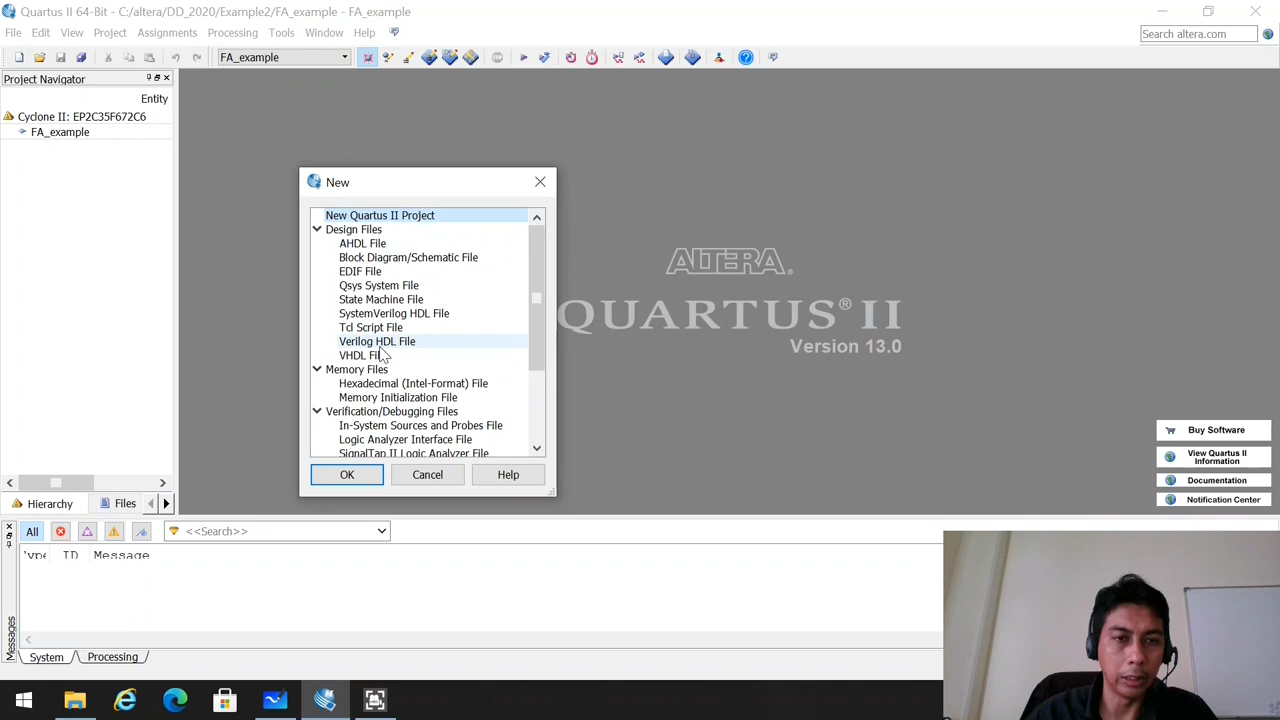 Quartus II 64-Bit - C:/altera/DD_2020/Example2/FA_example - FA_example
File Edit View Project Assignments Processing Tools Window Help
Search altera.com
FA_example
Project Navigator
Entity
Cyclone II: EP2C35F672C6
FA_example
New
New Quartus II Project
Design Files
AHDL File
Block Diagram/Schematic File
EDIF File
Qsys System File
State Machine File
SystemVerilog HDL File
Tcl Script File
Verilog HDL File
VHDL File
Memory Files
Hexadecimal (Intel-Format) File
Memory Initialization File
Verification/Debugging Files
In-System Sources and Probes File
Logic Analyzer Interface File
SignalTap II Logic Analyzer File
OK Cancel Help
ALTERA
QUARTUS® II
Version 13.0
Buy Software
View Quartus II
Information
Documentation
Notification Center
Hierarchy Files
All <<Search>>
Type ID Message
Messages
System Processing